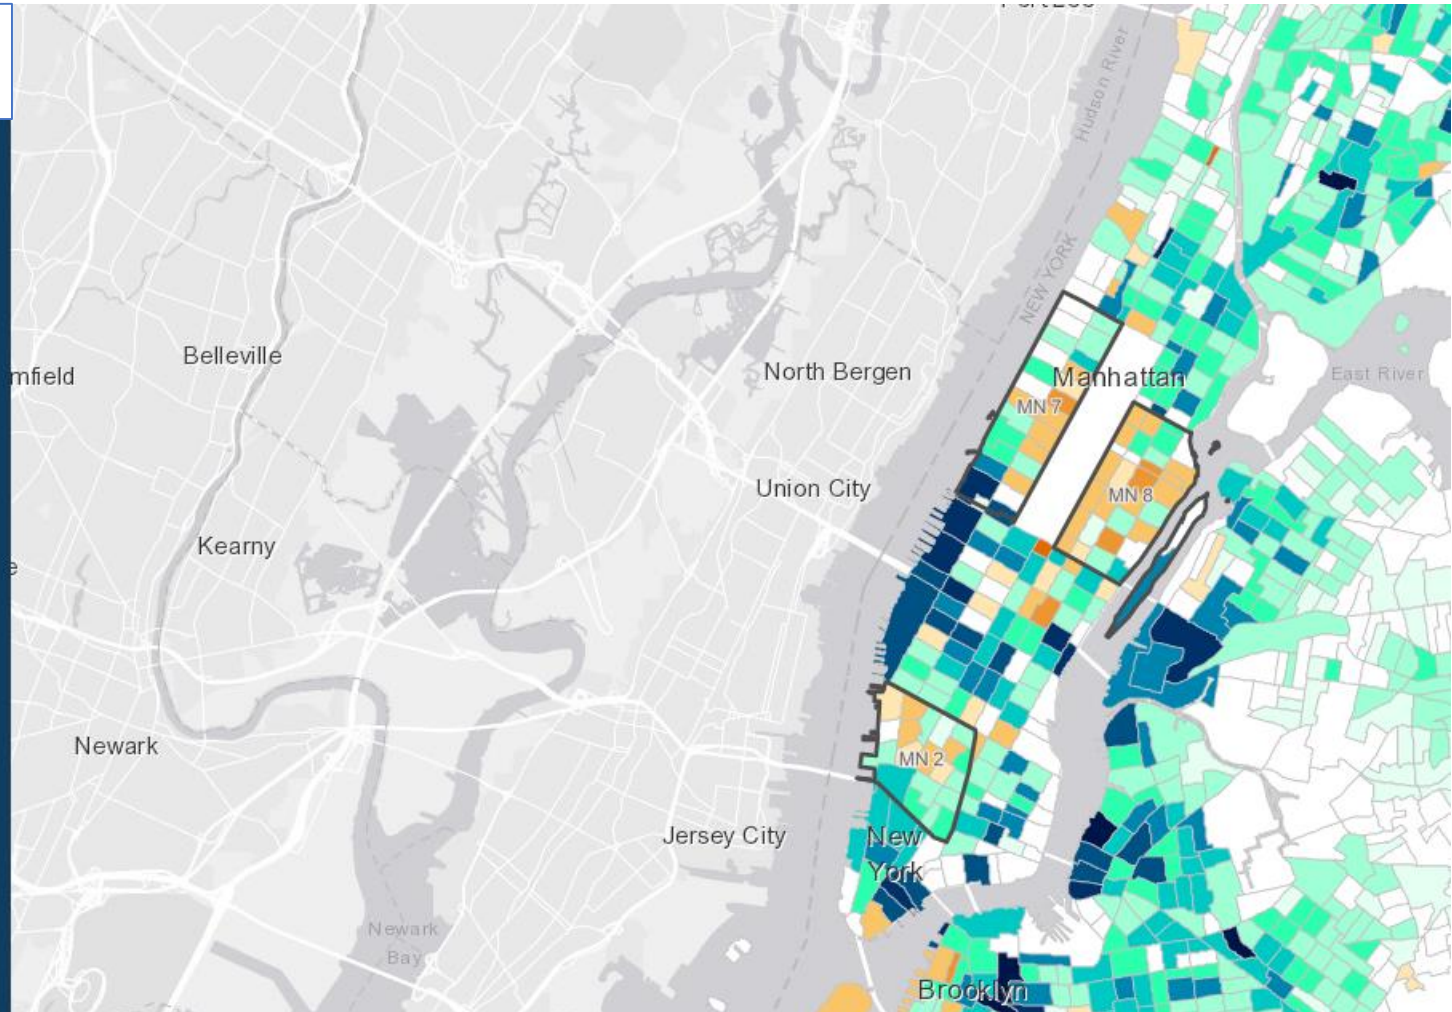 Hudson River
NEW YORK
Belleville
mfield
North Bergen
Manhattan
East River
MN 7
Union City
MN 8
Kearny
e
Newark
MN 2
Jersey City
New
York
Newark
Bay
Brooklyn